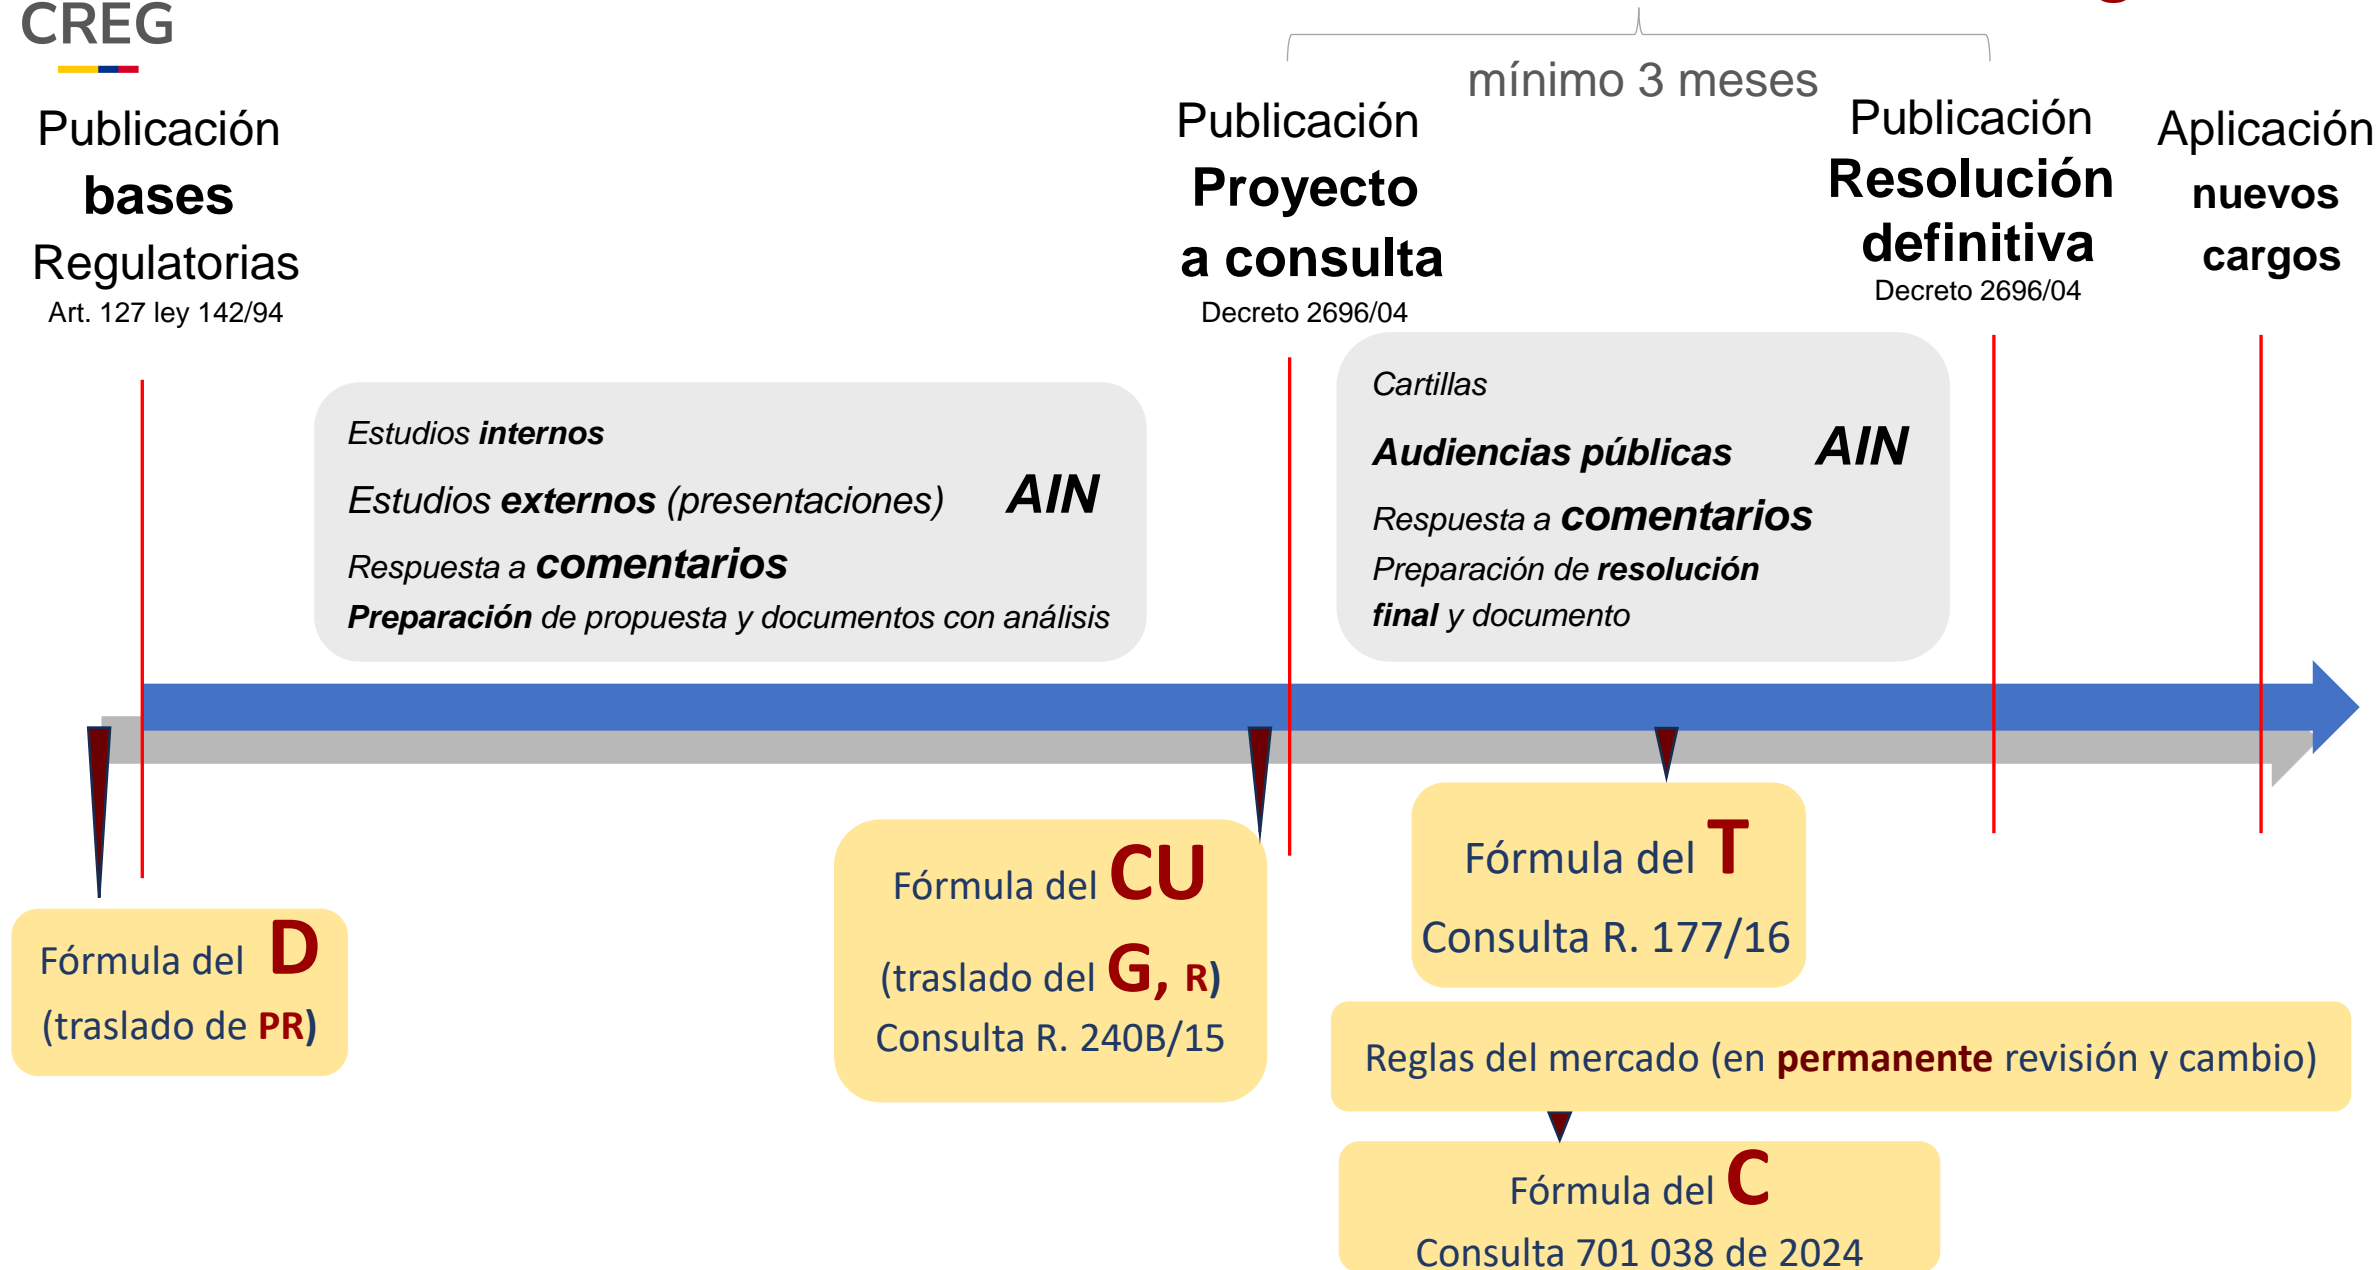 CREG
mínimo 3 meses
Publicación
bases
Regulatorias
Art. 127 ley 142/94
Publicación
Proyecto
a consulta
Decreto 2696/04
Publicación
Resolución
definitiva
Decreto 2696/04
Aplicación
nuevos
cargos
Estudios internos
Estudios externos (presentaciones) AIN
Respuesta a comentarios
Preparación de propuesta y documentos con análisis
Cartillas
Audiencias públicas AIN
Respuesta a comentarios
Preparación de resolución
final y documento
Fórmula del D
(traslado de PR)
Fórmula del CU
(traslado del G, R)
Consulta R. 240B/15
Fórmula del T
Consulta R. 177/16
Reglas del mercado (en permanente revisión y cambio)
Fórmula del C
Consulta 701 038 de 2024